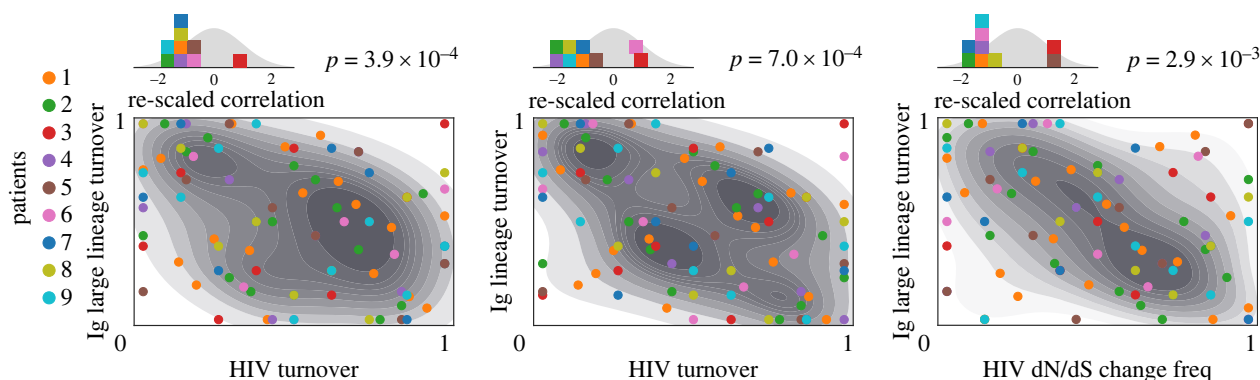 p = 3.9 × 10⁻⁴
p = 7.0 × 10⁻⁴
p = 2.9 × 10⁻³
−2 0 2
−2 0 2
−2 0 2
re-scaled correlation
re-scaled correlation
re-scaled correlation
patients
1
2
3
4
5
6
7
8
9
Ig large lineage turnover
1
0
1
HIV turnover
Ig lineage turnover
1
0
1
HIV turnover
Ig large lineage turnover
1
0
1
HIV dN/dS change freq